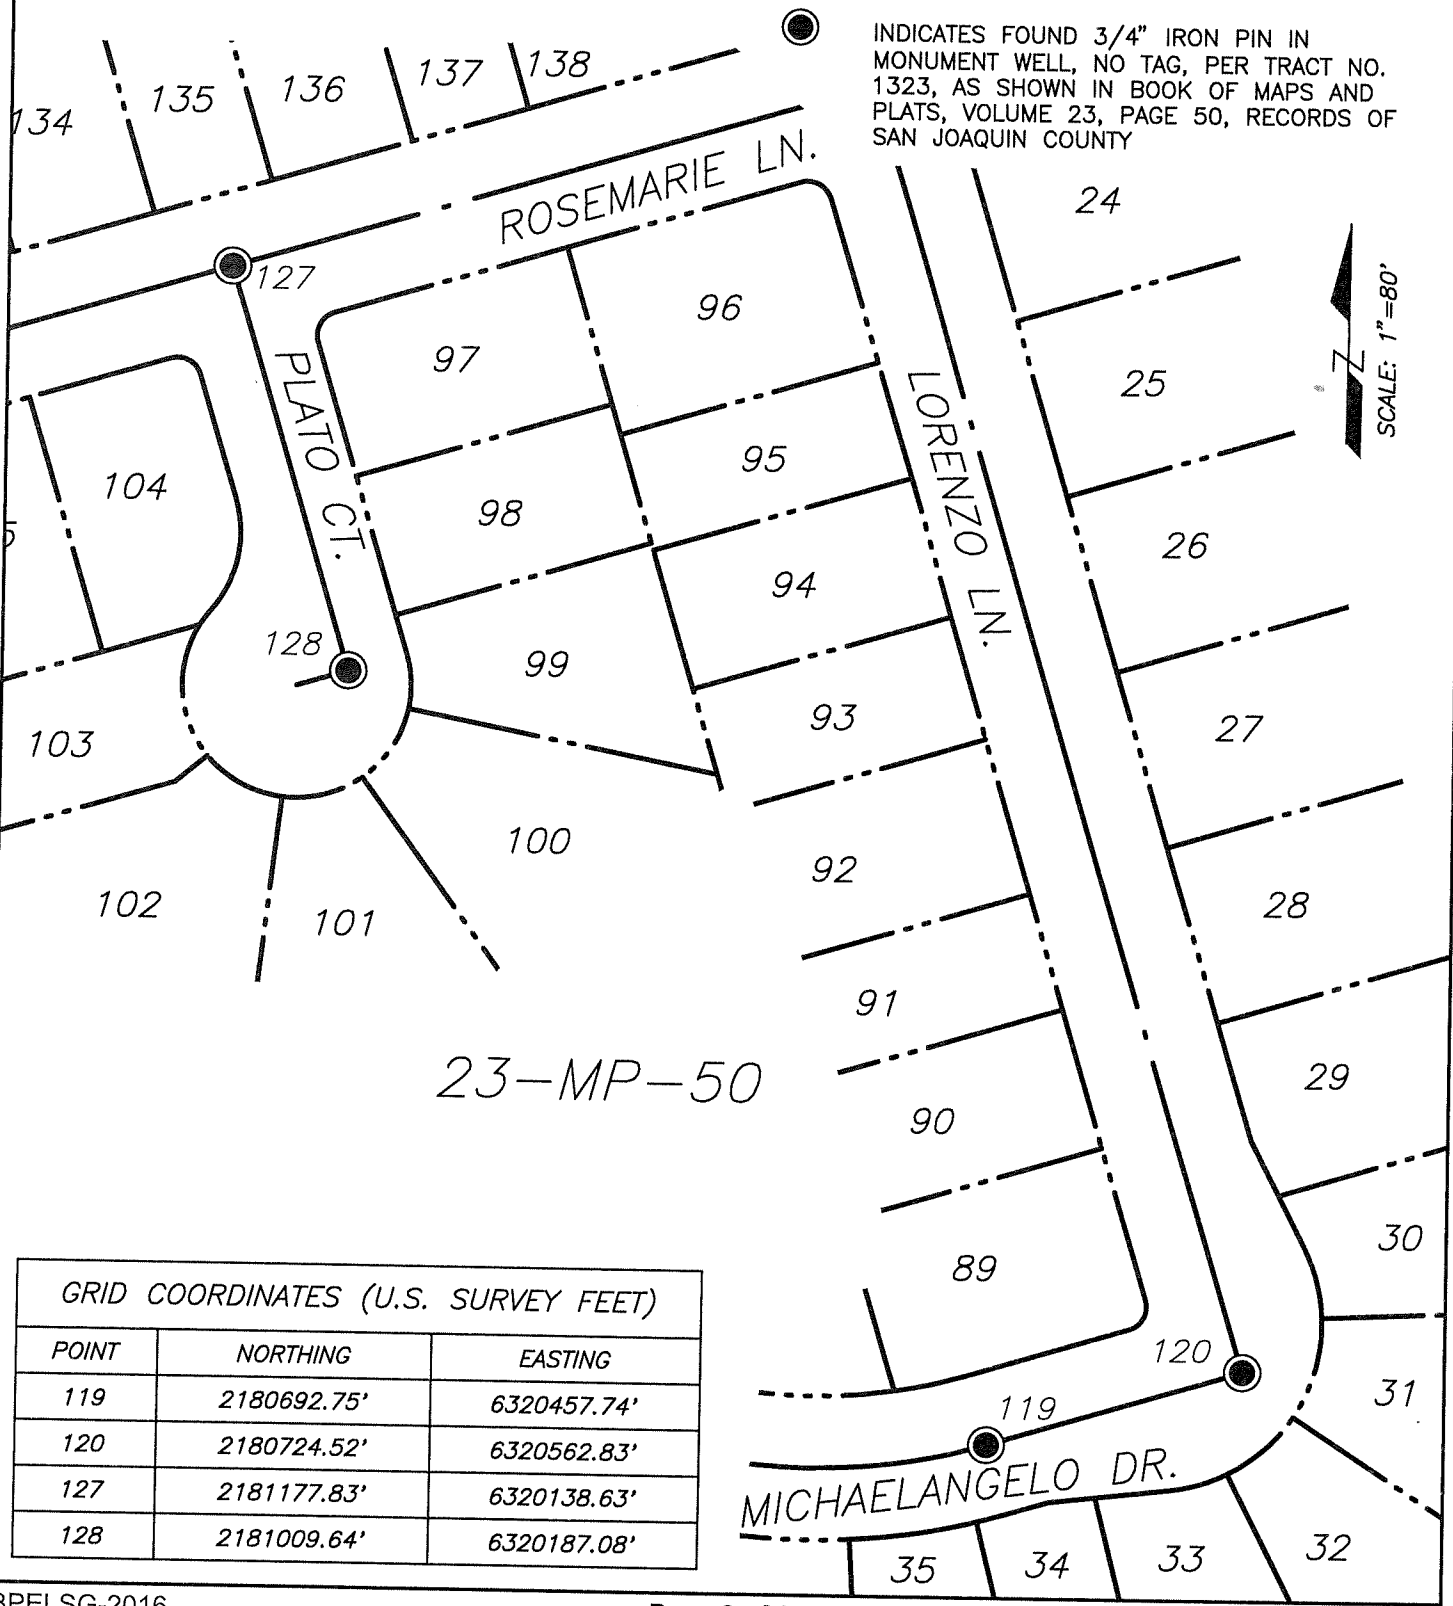 INDICATES FOUND 3/4" IRON PIN IN
MONUMENT WELL, NO TAG, PER TRACT NO.
1323, AS SHOWN IN BOOK OF MAPS AND
PLATS, VOLUME 23, PAGE 50, RECORDS OF
SAN JOAQUIN COUNTY
134
135
136
137
138
ROSEMARIE LN.
127
24
SCALE: 1"=80'
Z
97
96
PLATO CT.
LORENZO LN.
25
104
98
95
26
128
99
94
93
27
103
100
92
28
102
101
91
23-MP-50
90
29
89
30
120
119
31
MICHAELANGELO DR.
35
34
33
32
GRID COORDINATES (U.S. SURVEY FEET)
POINT NORTHING EASTING
119 2180692.75' 6320457.74'
120 2180724.52' 6320562.83'
127 2181177.83' 6320138.63'
128 2181009.64' 6320187.08'